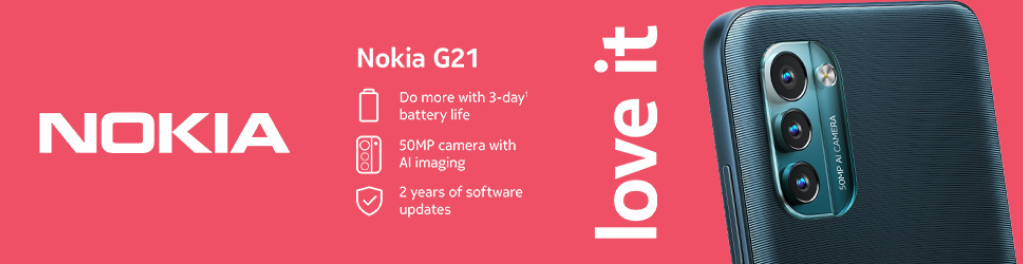 NOKIA
Nokia G21
Do more with 3-day†
battery life
50MP camera with
AI imaging
2 years of software
updates
love it
50MP AI CAMERA